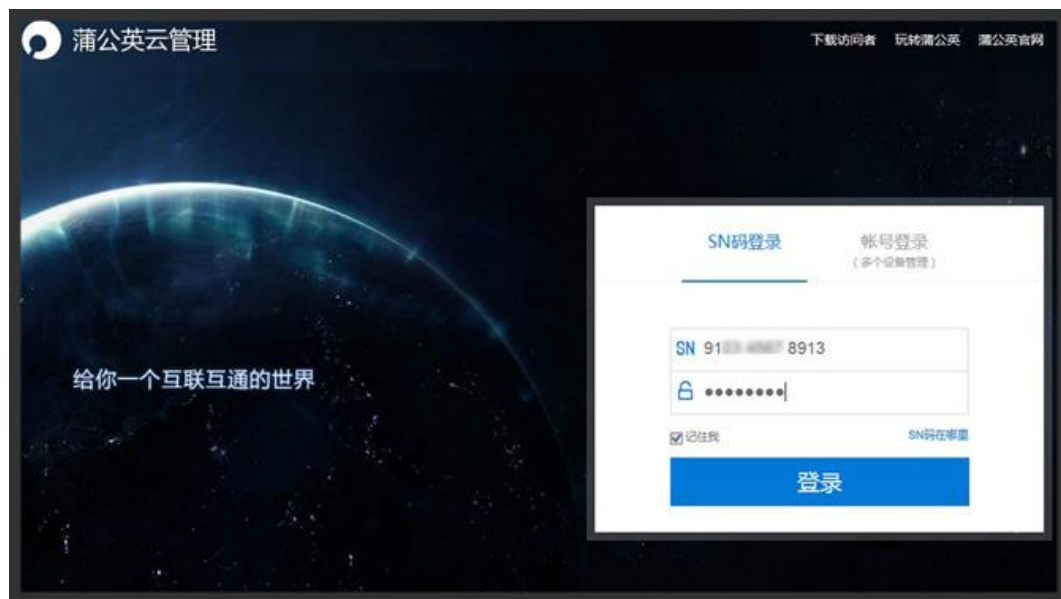 蒲公英云管理
下载访问者 玩转蒲公英 蒲公英官网
SN码登录 帐号登录
(多个设备管理)
SN 91 8913
给你一个互联互通的世界
记住我 SN码在哪里
登录